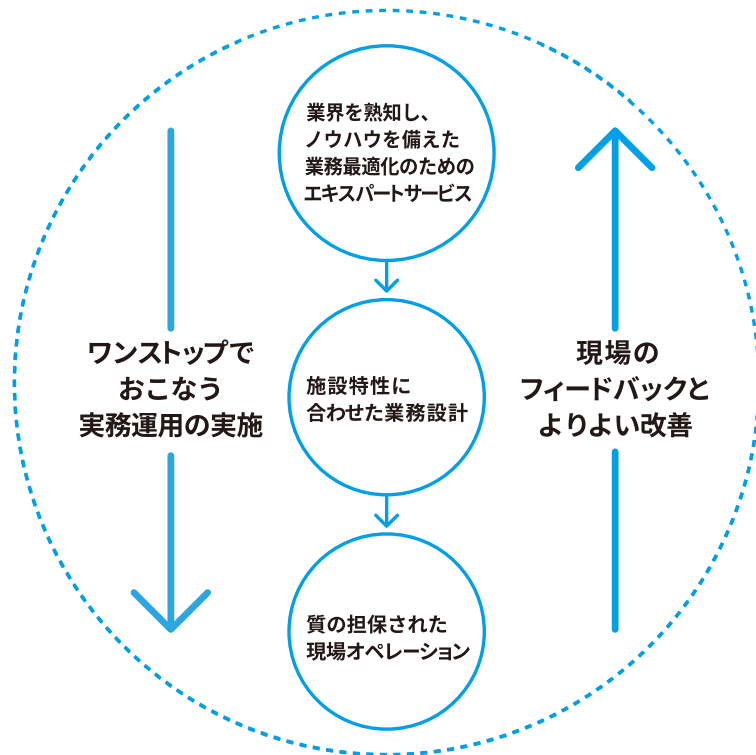 業界を熟知し、
ノウハウを備えた
業務最適化のための
エキスパートサービス
ワンストップで
おこなう
実務運用の実施
施設特性に
合わせた業務設計
現場の
フィードバックと
よりよい改善
質の担保された
現場オペレーション